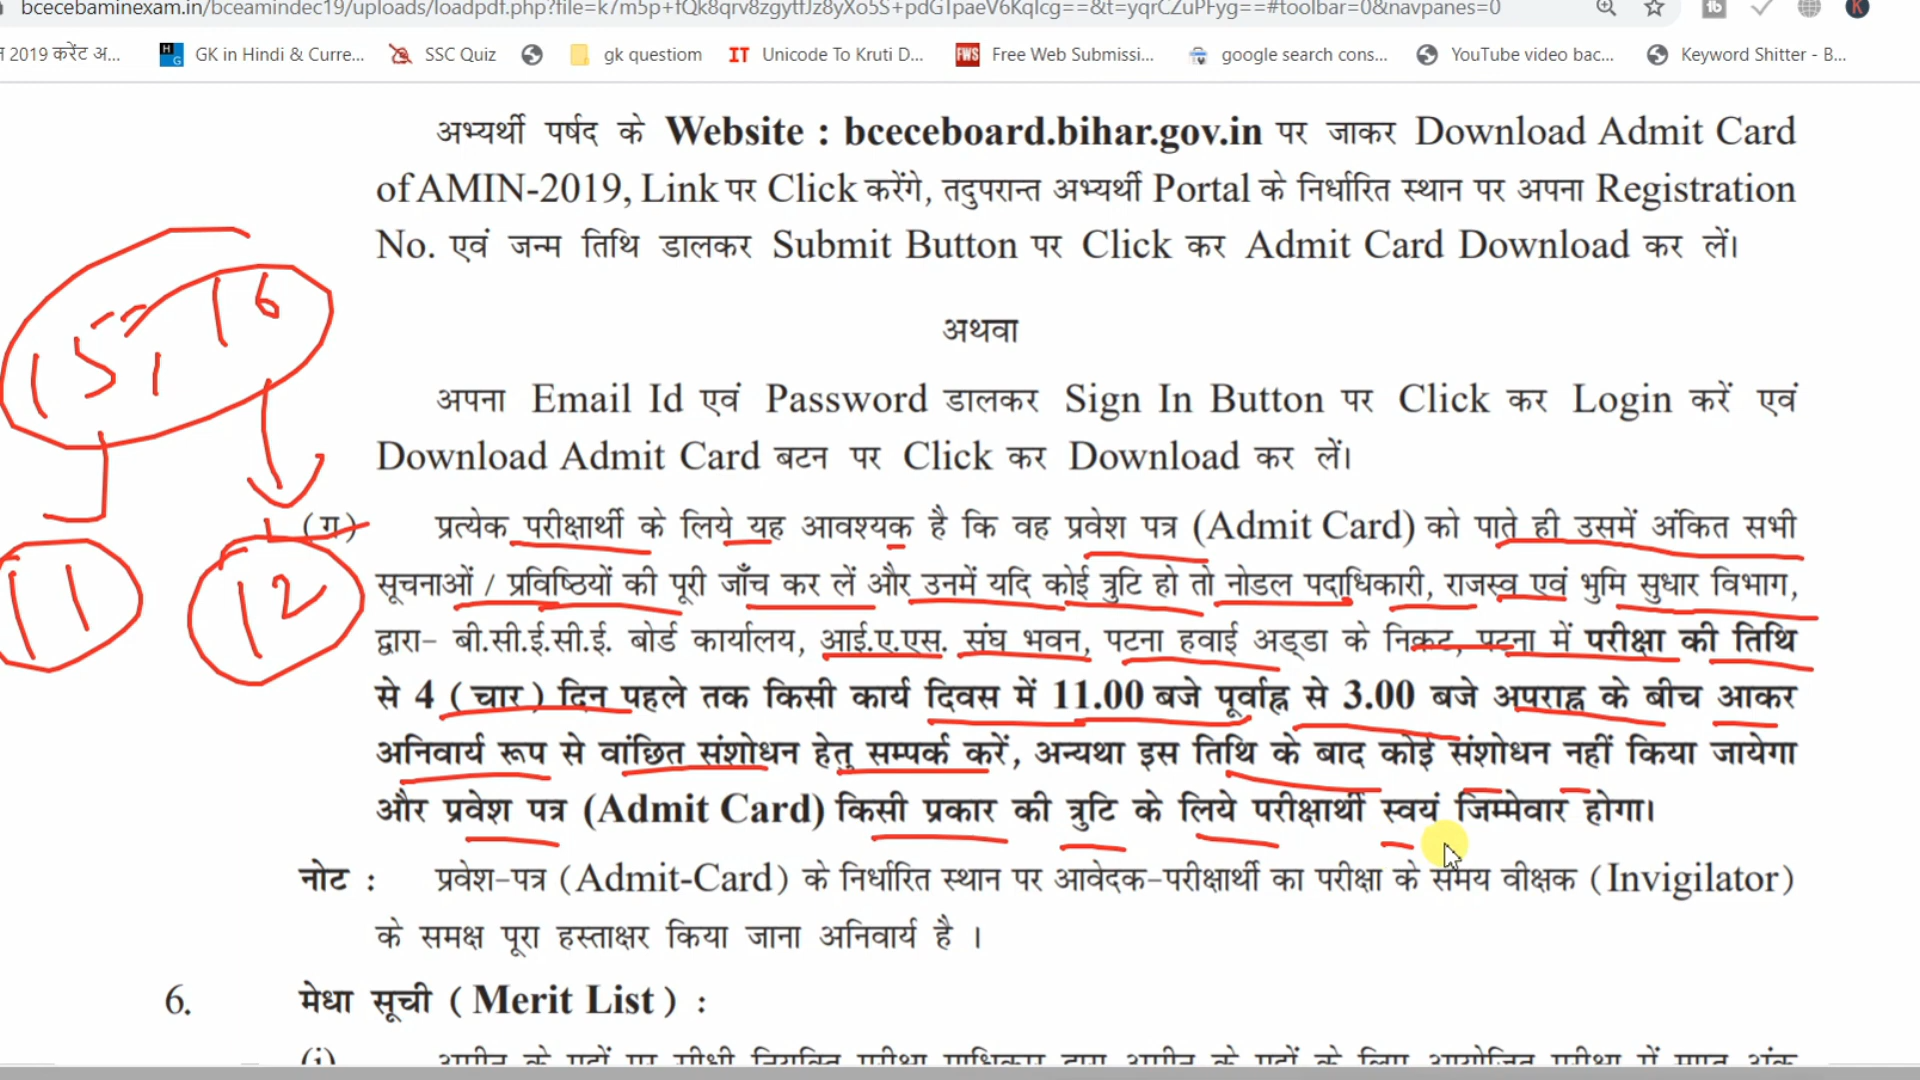 bcecebaminexam.in/bceamindec19/uploads/loadpdf.php?file=
2019 करेंट अ... GK in Hindi & Curre... SSC Quiz gk questiom IT Unicode To Kruti D... FWS Free Web Submissi... google search cons... YouTube video bac... Keyword Shitter - B...
अभ्यर्थी पर्षद के Website : bceceboard.bihar.gov.in पर जाकर Download Admit Card
of AMIN-2019, Link पर Click करेंगे, तदुपरान्त अभ्यर्थी Portal के निर्धारित स्थान पर अपना Registration
No. एवं जन्म तिथि डालकर Submit Button पर Click कर Admit Card Download कर लें।
15, 16
अथवा
अपना Email Id एवं Password डालकर Sign In Button पर Click कर Login करें एवं
Download Admit Card बटन पर Click कर Download कर लें।
(ग) प्रत्येक परीक्षार्थी के लिये यह आवश्यक है कि वह प्रवेश पत्र (Admit Card) को पाते ही उसमें अंकित सभी
सूचनाओं / प्रविष्ठियों की पूरी जाँच कर लें और उनमें यदि कोई त्रुटि हो तो नोडल पदाधिकारी, राजस्व एवं भुमि सुधार विभाग,
11 12
द्वारा- बी.सी.ई.सी.ई. बोर्ड कार्यालय, आई.ए.एस. संघ भवन, पटना हवाई अड्डा के निकट, पटना में परीक्षा की तिथि
से 4 (चार) दिन पहले तक किसी कार्य दिवस में 11.00 बजे पूर्वाह्न से 3.00 बजे अपराह्न के बीच आकर
अनिवार्य रूप से वांछित संशोधन हेतु सम्पर्क करें, अन्यथा इस तिथि के बाद कोई संशोधन नहीं किया जायेगा
और प्रवेश पत्र (Admit Card) किसी प्रकार की त्रुटि के लिये परीक्षार्थी स्वयं जिम्मेवार होगा।
नोट : प्रवेश-पत्र (Admit-Card) के निर्धारित स्थान पर आवेदक-परीक्षार्थी का परीक्षा के समय वीक्षक (Invigilator)
के समक्ष पूरा हस्ताक्षर किया जाना अनिवार्य है ।
6. मेधा सूची ( Merit List ) :
(i)